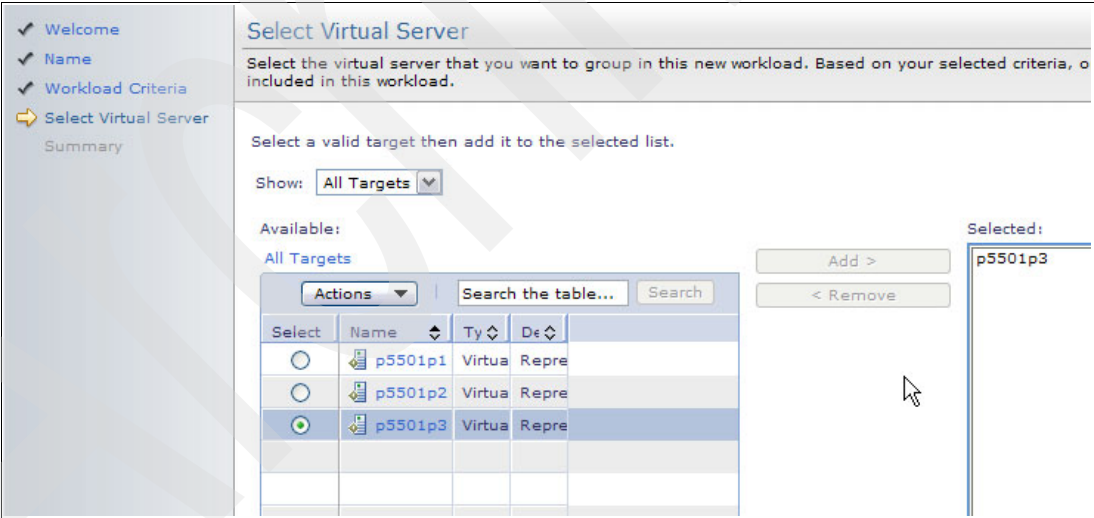 Welcome
Name
Workload Criteria
Select Virtual Server
Summary
Select Virtual Server
Select the virtual server that you want to group in this new workload. Based on your selected criteria, o
included in this workload.
Select a valid target then add it to the selected list.
Show: All Targets
Available:
All Targets
Actions Search the table... Search
Select Name Ty De
p5501p1 Virtua Repre
p5501p2 Virtua Repre
p5501p3 Virtua Repre
Add >
< Remove
Selected:
p5501p3